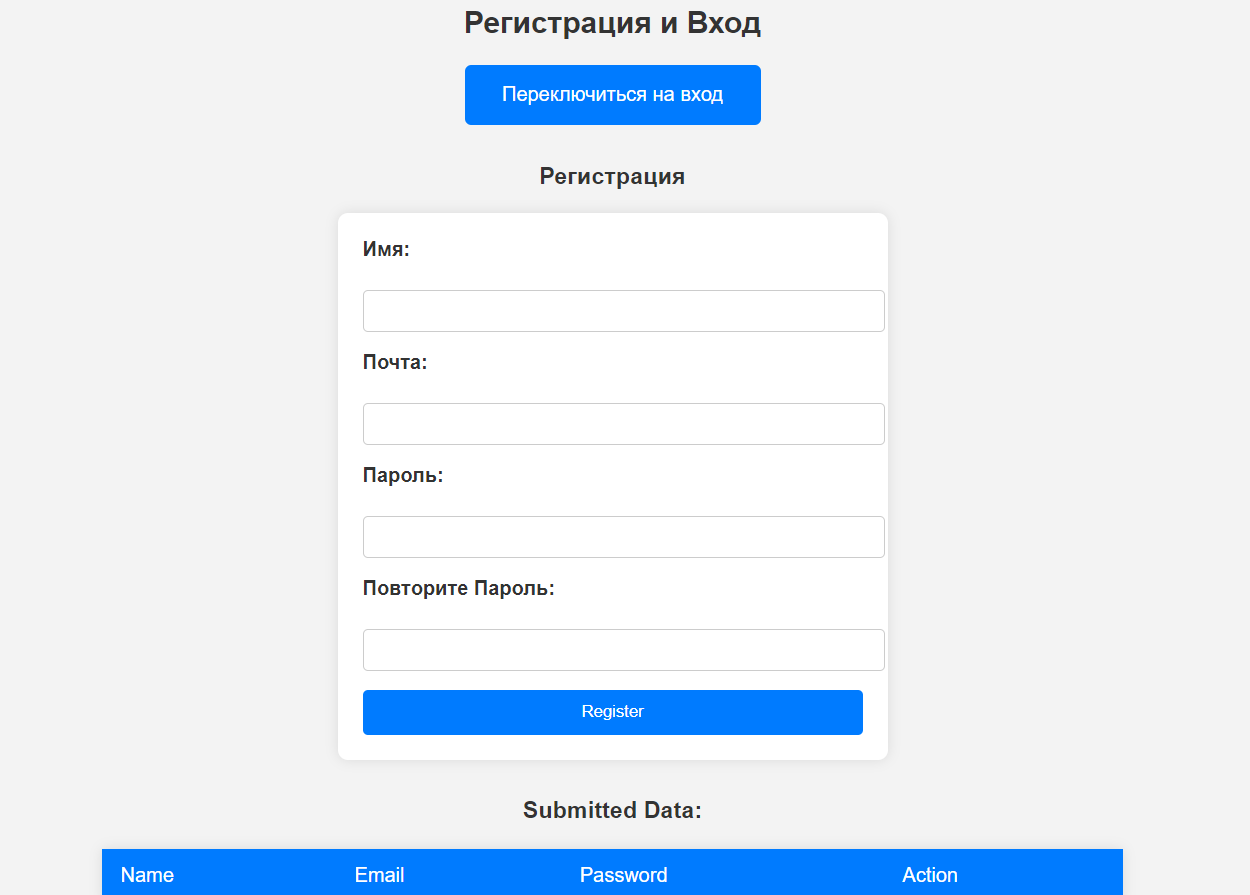 Регистрация и Вход
Переключиться на вход
Регистрация
Имя:
Почта:
Пароль:
Повторите Пароль:
Register
Submitted Data:
Name Email Password Action